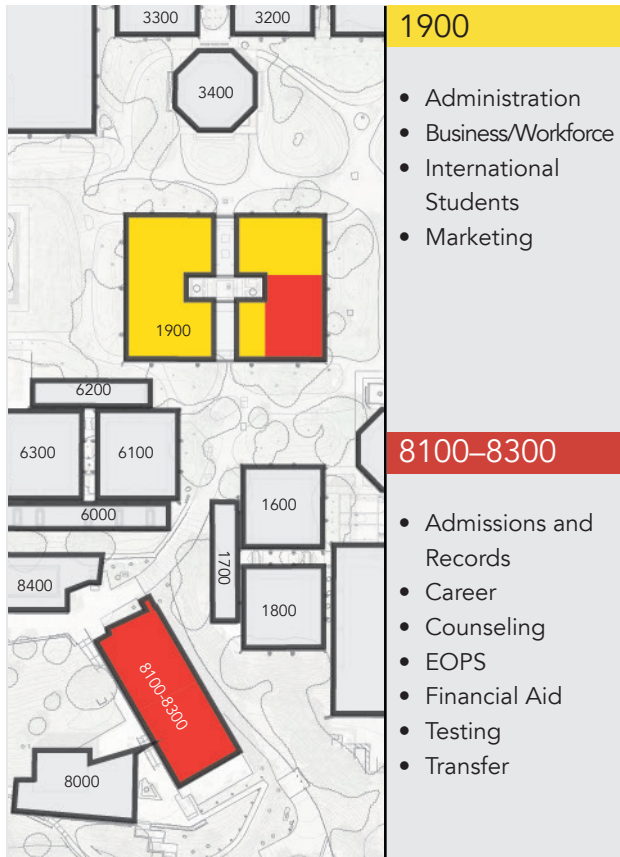 3300
3200
3400
1900
6200
6300
6100
6000
1600
1700
8400
1800
8100-8300
8000
1900
• Administration
• Business/Workforce
• International
Students
• Marketing
8100–8300
• Admissions and
Records
• Career
• Counseling
• EOPS
• Financial Aid
• Testing
• Transfer